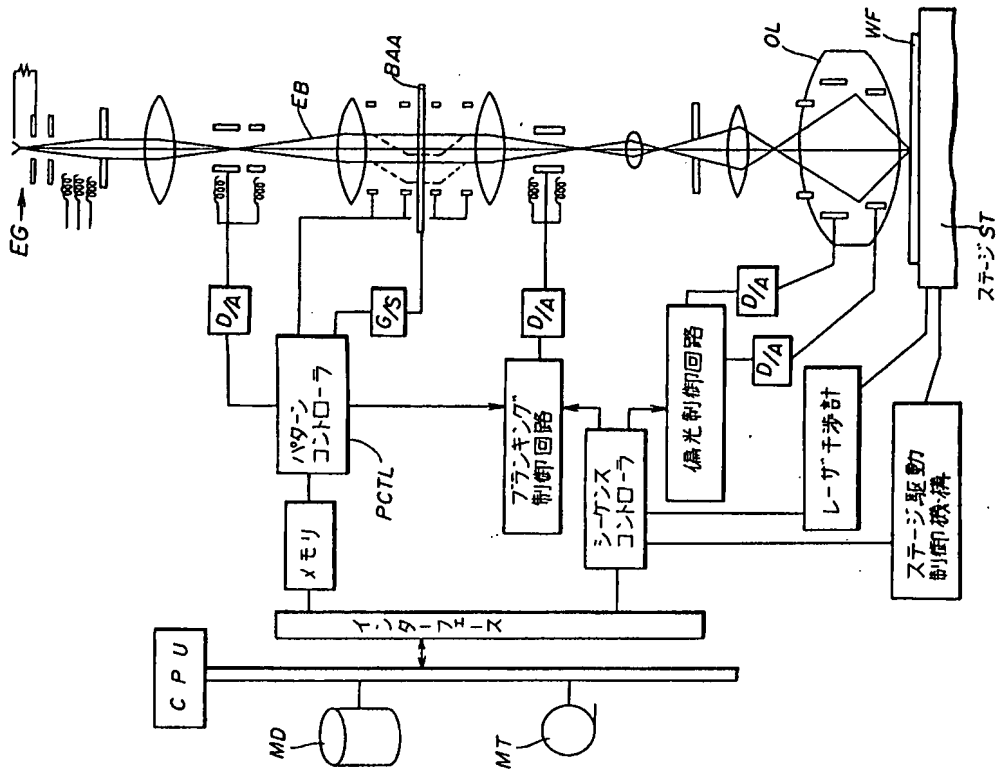 EG
EB
BAA
OL
WF
ステージST
D/A
G/S
D/A
D/A
D/A
パターン
コントローラ
PCTL
メモリ
ブランキング
制御回路
シーケンス
コントローラ
偏光制御回路
レーザ干渉計
ステージ駆動
制御機構
インターフェース
CPU
MD
MT